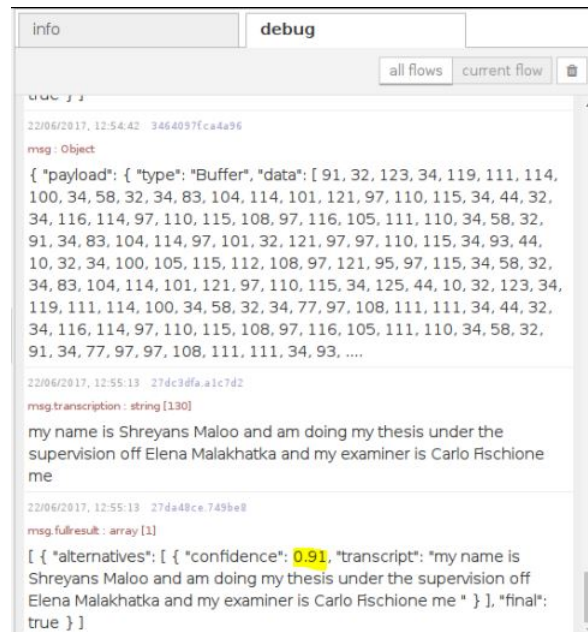 info
debug
all flows
current flow
true } ]
22/06/2017, 12:54:42 3464097fca4a96
msg : Object
{ "payload": { "type": "Buffer", "data": [ 91, 32, 123, 34, 119, 111, 114,
100, 34, 58, 32, 34, 83, 104, 114, 101, 121, 97, 110, 115, 34, 44, 32,
34, 116, 114, 97, 110, 115, 108, 97, 116, 105, 111, 110, 34, 58, 32,
91, 34, 83, 104, 114, 97, 101, 32, 121, 97, 97, 110, 115, 34, 93, 44,
10, 32, 34, 100, 105, 115, 112, 108, 97, 121, 95, 97, 115, 34, 58, 32,
34, 83, 104, 114, 101, 121, 97, 110, 115, 34, 125, 44, 10, 32, 123, 34,
119, 111, 114, 100, 34, 58, 32, 34, 77, 97, 108, 111, 111, 34, 44, 32,
34, 116, 114, 97, 110, 115, 108, 97, 116, 105, 111, 110, 34, 58, 32,
91, 34, 77, 97, 97, 108, 111, 111, 34, 93, ....
22/06/2017, 12:55:13 27dc3dfa.a1c7d2
msg.transcription : string [130]
my name is Shreyans Maloo and am doing my thesis under the
supervision off Elena Malakhatka and my examiner is Carlo Fischione
me
22/06/2017, 12:55:13 27da48ce.749be8
msg.fullresult : array [1]
[ { "alternatives": [ { "confidence": 0.91, "transcript": "my name is
Shreyans Maloo and am doing my thesis under the supervision off
Elena Malakhatka and my examiner is Carlo Fischione me " } ], "final":
true } ]